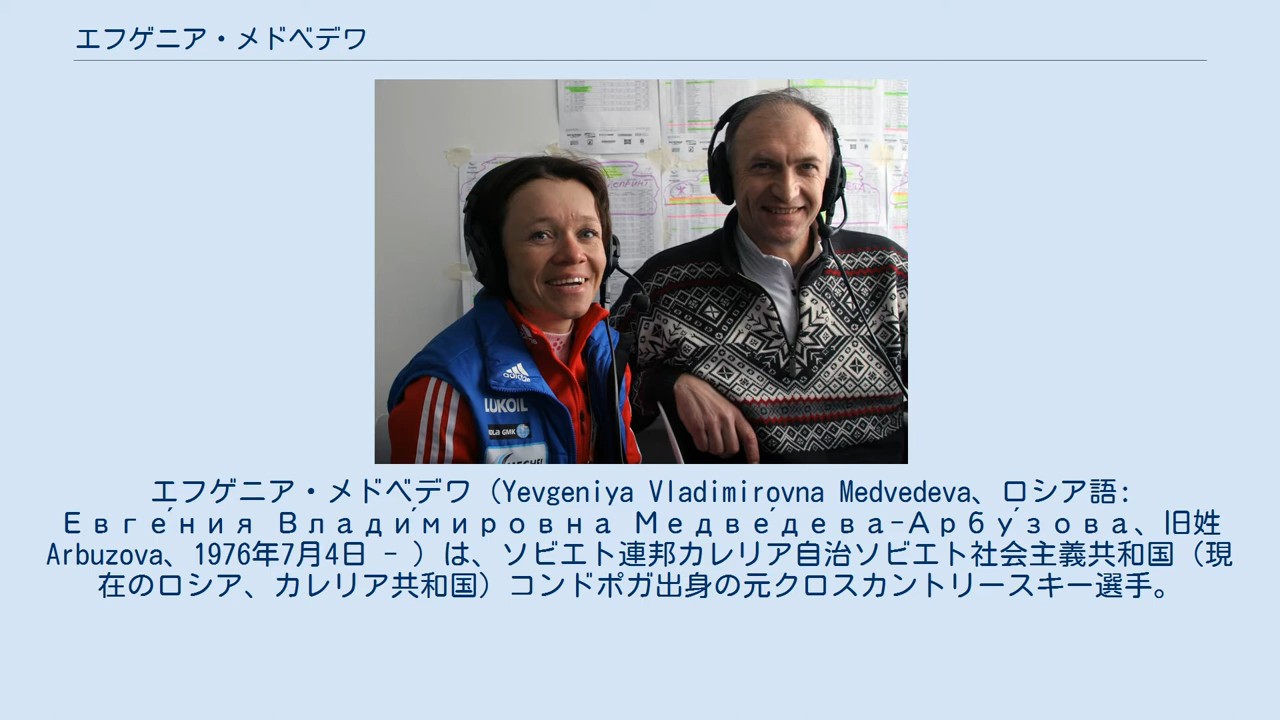 エフゲニア・メドベデワ
adidas
LUKOIL
KOLA GMK
MECHEL
エフゲニア・メドベデワ（Yevgeniya Vladimirovna Medvedeva、ロシア語:
Евге́ния Влади́мировна Медве́дева-Арбу́зова、旧姓
Arbuzova、1976年7月4日 - ）は、ソビエト連邦カレリア自治ソビエト社会主義共和国（現
在のロシア、カレリア共和国）コンドポガ出身の元クロスカントリースキー選手。